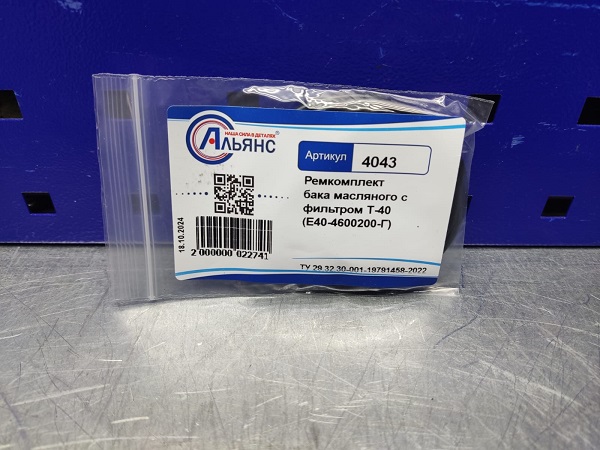 НАША СИЛА В ДЕТАЛЯХ®
АЛЬЯНС
Артикул 4043
Ремкомплект
бака масляного с
фильтром Т-40
(Е40-4600200-Г)
18.10.2024
2 000000 022741
ТУ 29.32.30-001-19791458-2022